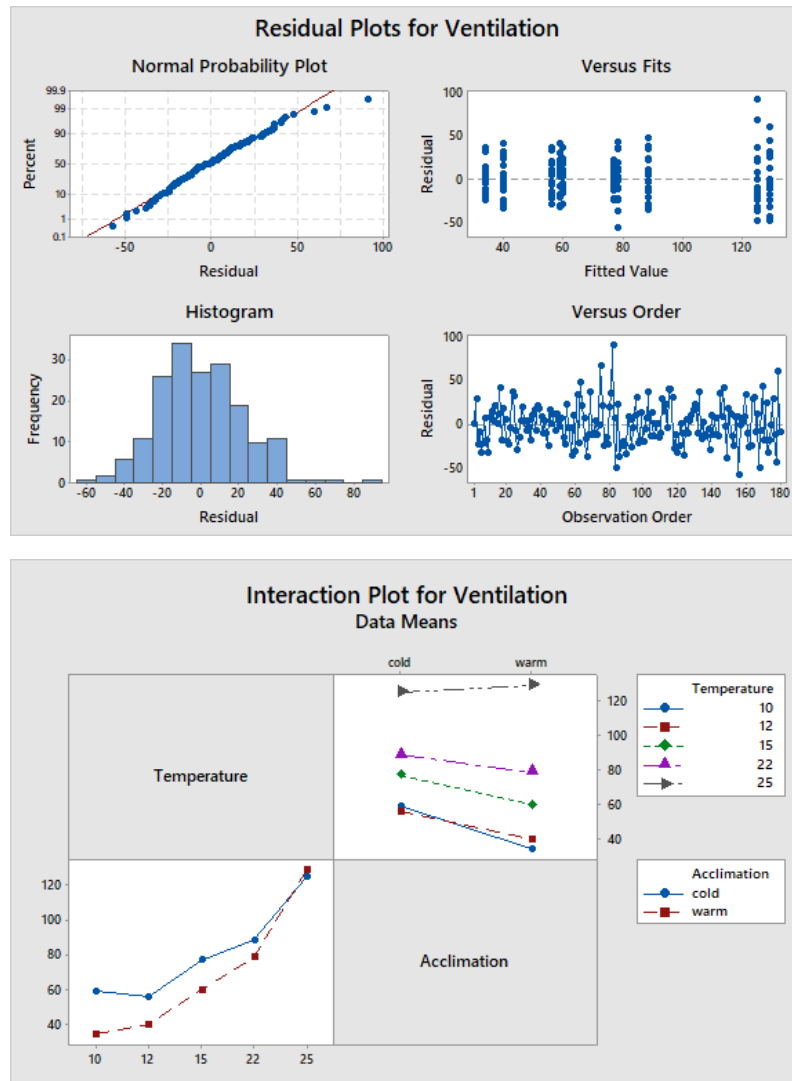 Residual Plots for Ventilation
Normal Probability Plot
99.9
99
90
50
10
1
0.1
Percent
-50 0 50 100
Residual
Versus Fits
100
50
0
-50
Residual
40 60 80 100 120
Fitted Value
Histogram
30
20
10
0
Frequency
-60 -40 -20 0 20 40 60 80
Residual
Versus Order
100
50
0
-50
Residual
1 20 40 60 80 100 120 140 160 180
Observation Order
Interaction Plot for Ventilation
Data Means
cold warm
Temperature
120
100
80
60
40
Temperature
10
12
15
22
25
120
100
80
60
40
10 12 15 22 25
Acclimation
Acclimation
cold
warm